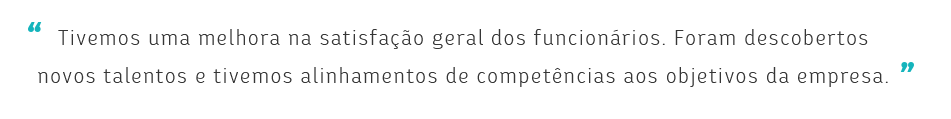 “ Tivemos uma melhora na satisfação geral dos funcionários. Foram descobertos
novos talentos e tivemos alinhamentos de competências aos objetivos da empresa. ”